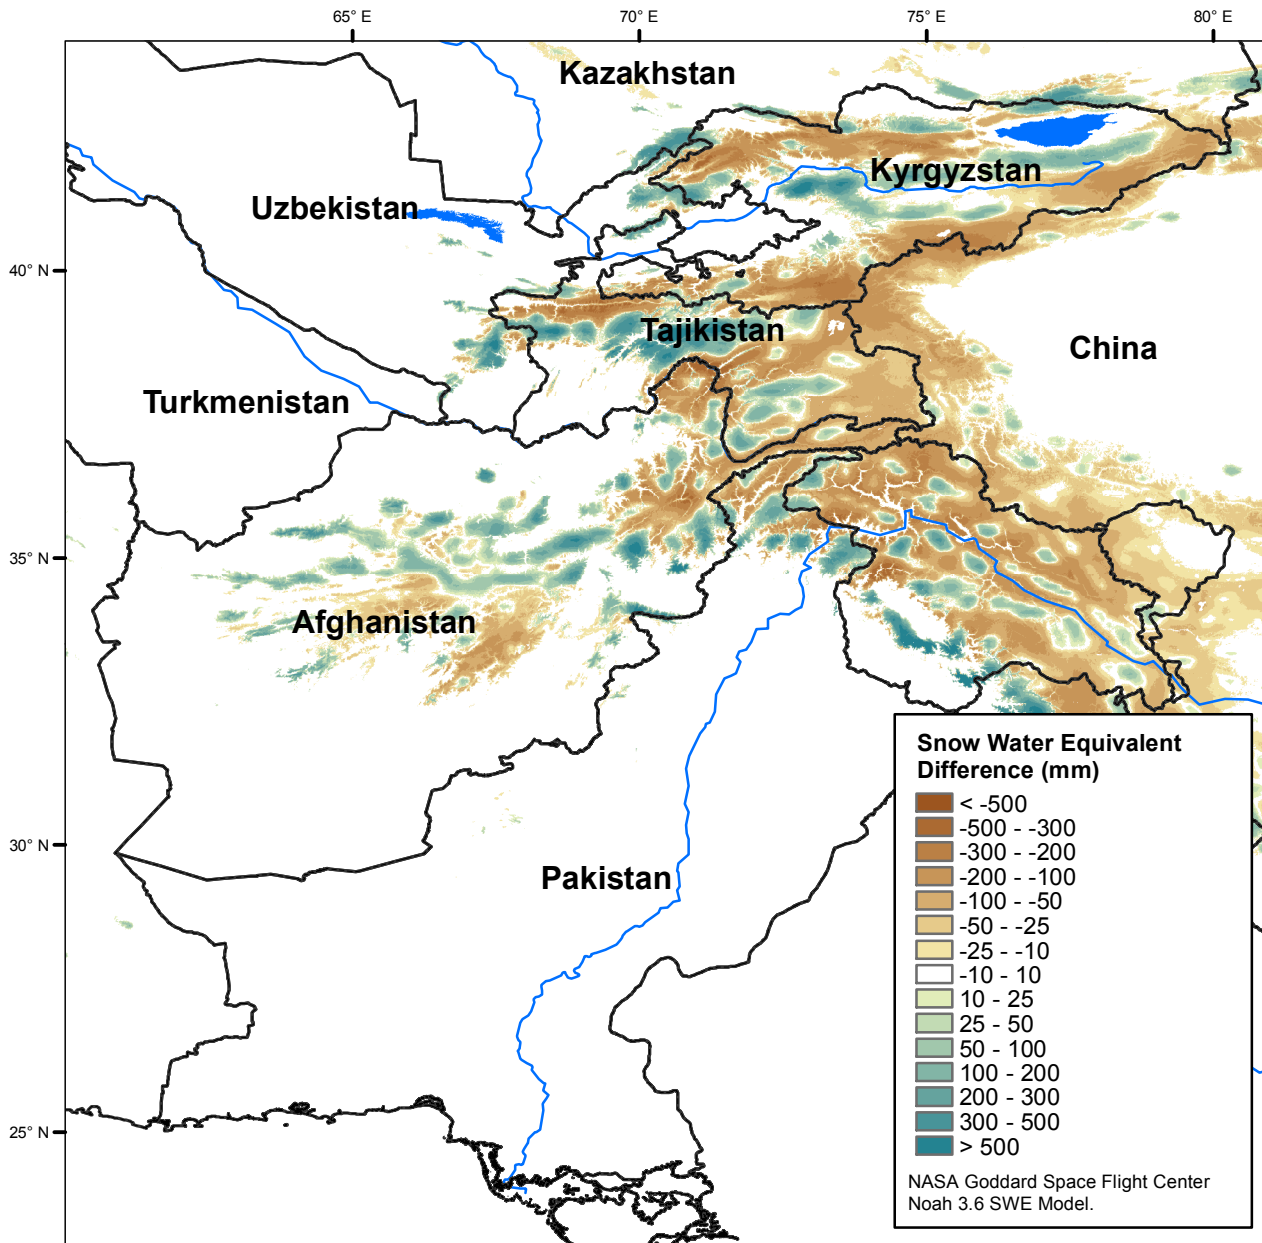 65° E
70° E
75° E
80° E
Kazakhstan
Kyrgyzstan
Uzbekistan
40° N
Tajikistan
China
Turkmenistan
35° N
Afghanistan
30° N
Pakistan
25° N
Snow Water Equivalent
Difference (mm)
< -500
-500 - -300
-300 - -200
-200 - -100
-100 - -50
-50 - -25
-25 - -10
-10 - 10
10 - 25
25 - 50
50 - 100
100 - 200
200 - 300
300 - 500
> 500
NASA Goddard Space Flight Center
Noah 3.6 SWE Model.